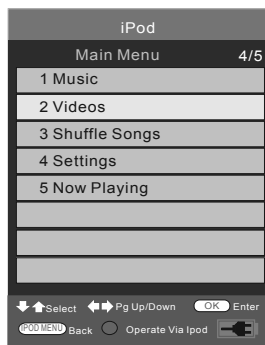 iPod
Main Menu 4/5
1 Music
2 Videos
3 Shuffle Songs
4 Settings
5 Now Playing
Select Pg Up/Down OK Enter
IPOD MENU Back Operate Via Ipod